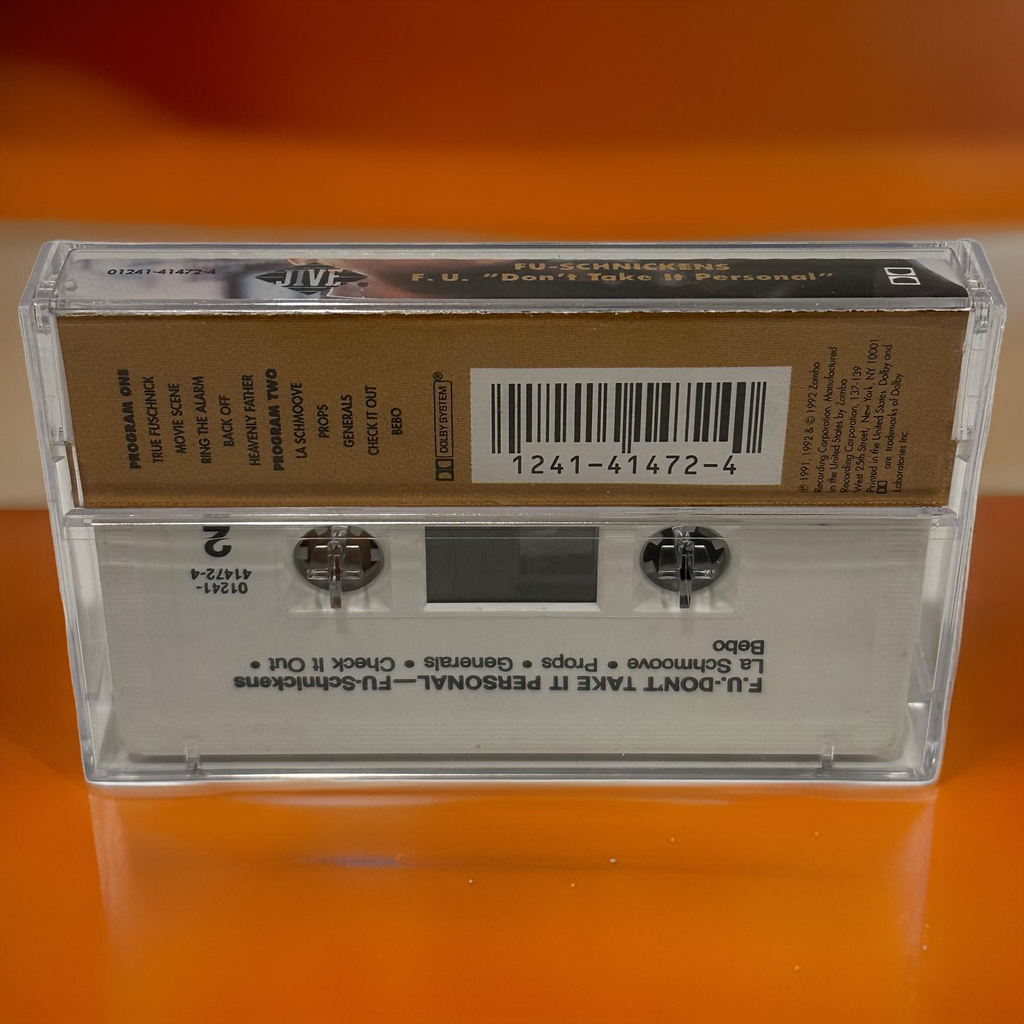 01241-41472-4
JIVE
FU-SCHNICKENS
F. U. "Don't Take It Personal"
PROGRAM ONE
TRUE FUSCHNICK
MOVIE SCENE
RING THE ALARM
BACK OFF
HEAVENLY FATHER
PROGRAM TWO
LA SCHMOOVE
PROPS
GENERALS
CHECK IT OUT
BEBO
DOLBY SYSTEM®
1241-41472-4
℗ 1991, 1992 & © 1992 Zomba
Recording Corporation. Manufactured
in the United States by Zomba
Recording Corporation, 137-139
West 25th Street, New York, NY 10001.
Printed in the United States. Dolby and
are trademarks of Dolby
Laboratories Inc
F.U.-DON'T TAKE IT PERSONAL—FU-Schnickens
La Schmoove • Props • Generals • Check It Out •
Bebo
01241-
41472-4
2